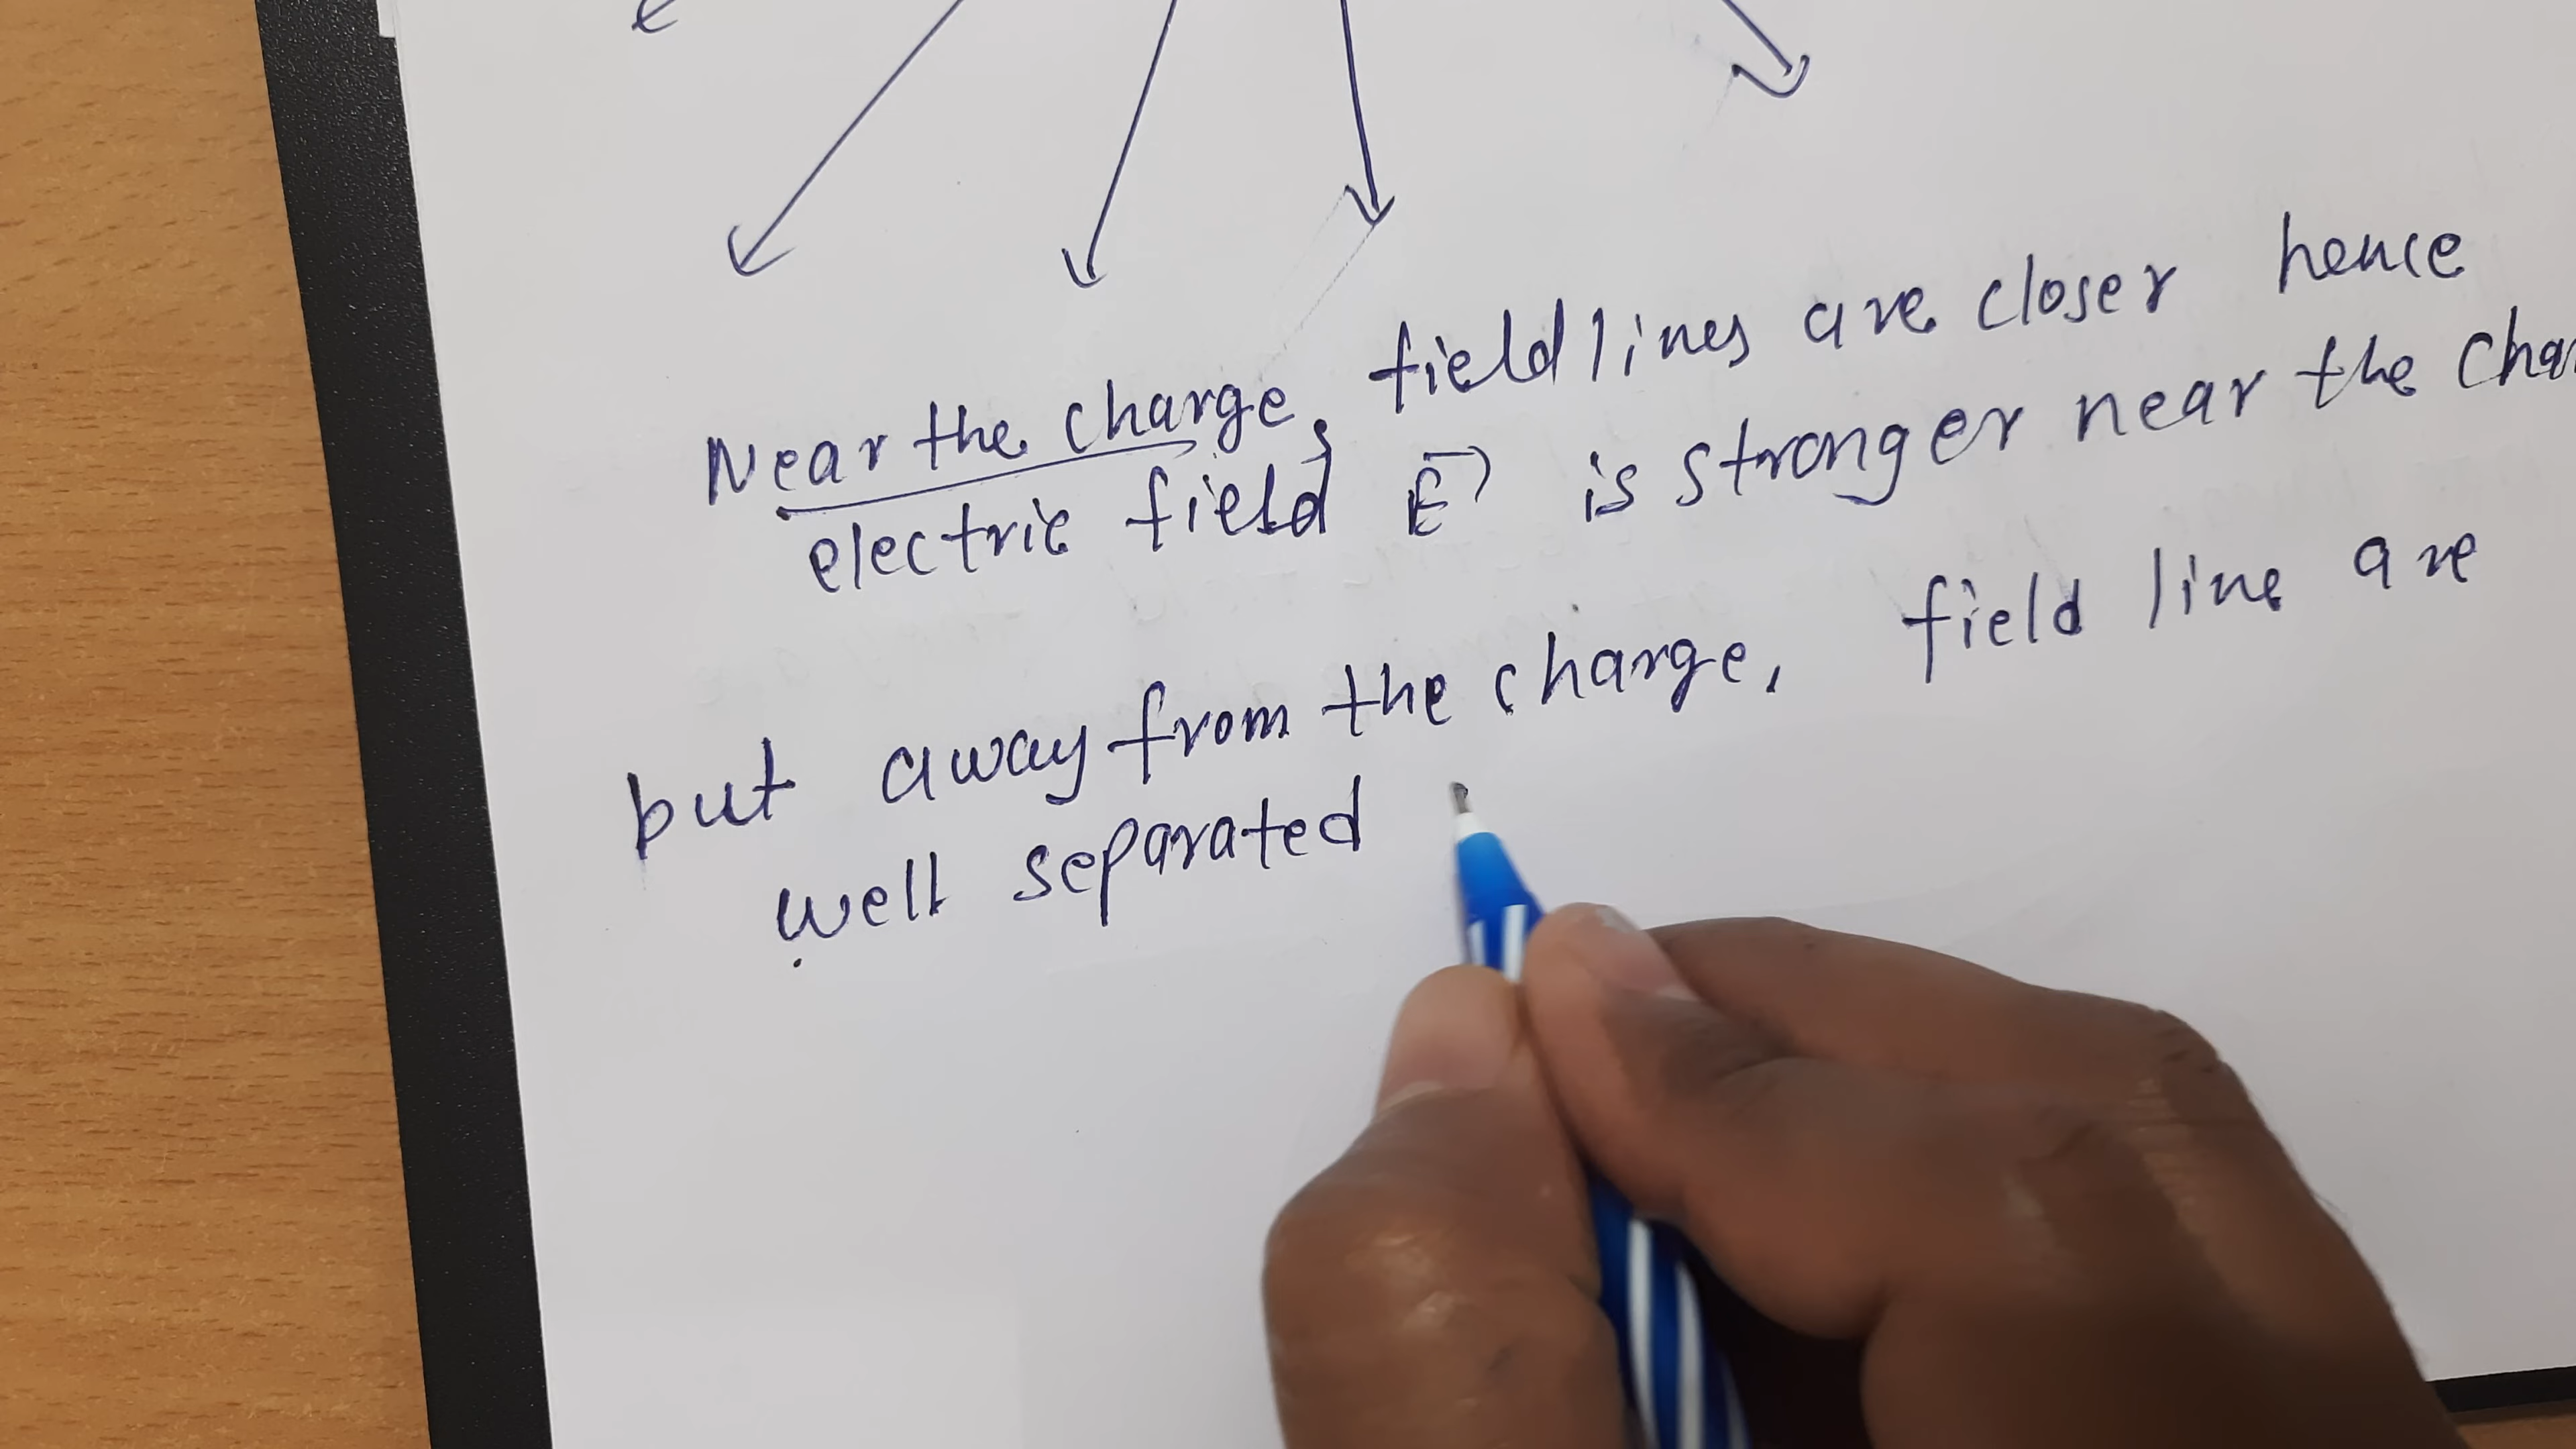 Near the charge, field lines are closer hence
electric field E⃗ is stronger near the
but away from the charge, field line are
well separated